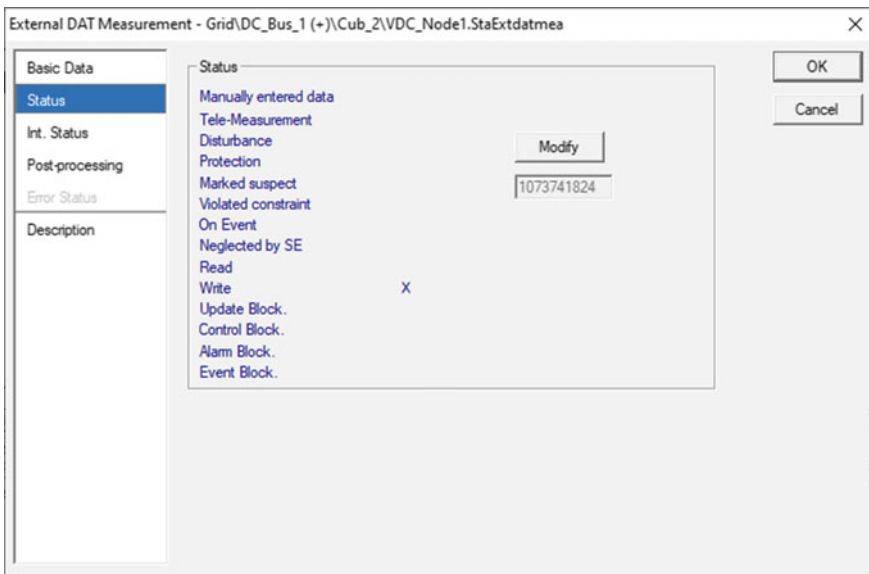 External DAT Measurement - Grid\DC_Bus_1 (+)\Cub_2\VDC_Node1.StaExtdatmea
Basic Data
Status
Int. Status
Post-processing
Error Status
Description
Status
Manually entered data
Tele-Measurement
Disturbance
Protection
Marked suspect
Violated constraint
On Event
Neglected by SE
Read
Write X
Update Block.
Control Block.
Alarm Block.
Event Block.
Modify
1073741824
OK
Cancel